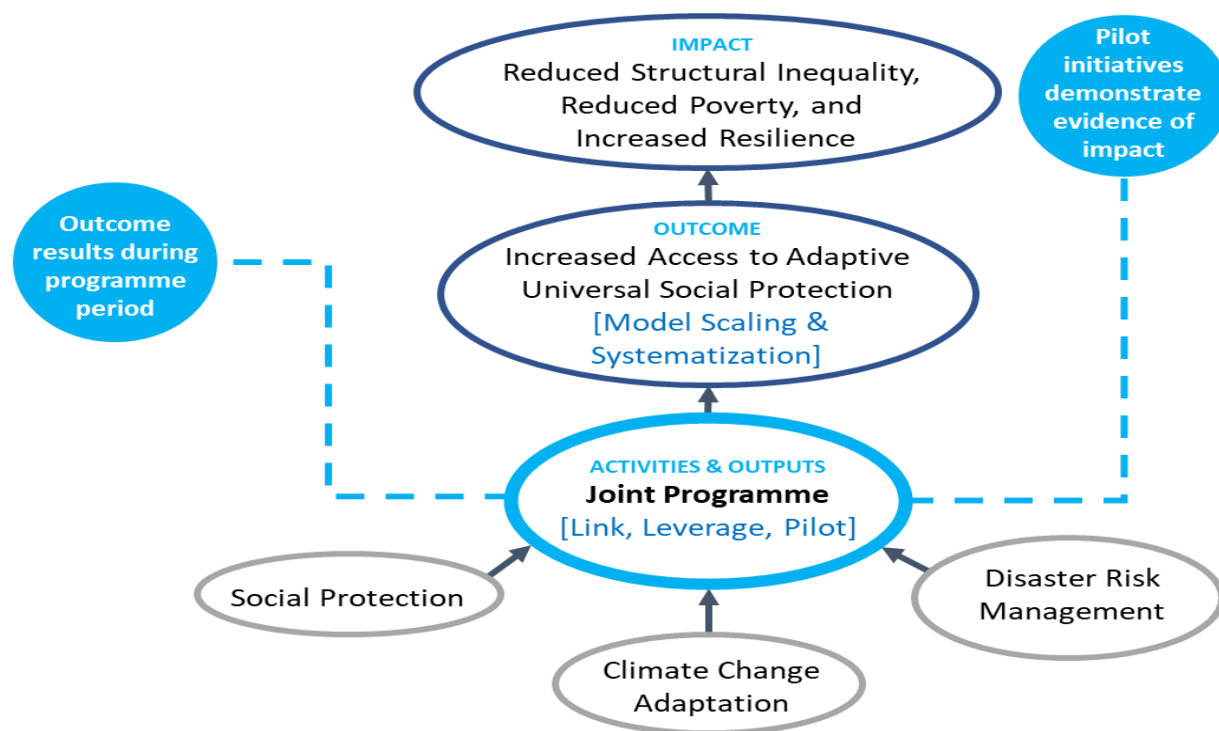 IMPACT
Reduced Structural Inequality,
Reduced Poverty, and
Increased Resilience
Pilot
initiatives
demonstrate
evidence of
impact
Outcome
results during
programme
period
OUTCOME
Increased Access to Adaptive
Universal Social Protection
[Model Scaling &
Systematization]
ACTIVITIES & OUTPUTS
Joint Programme
[Link, Leverage, Pilot]
Social Protection
Disaster Risk
Management
Climate Change
Adaptation